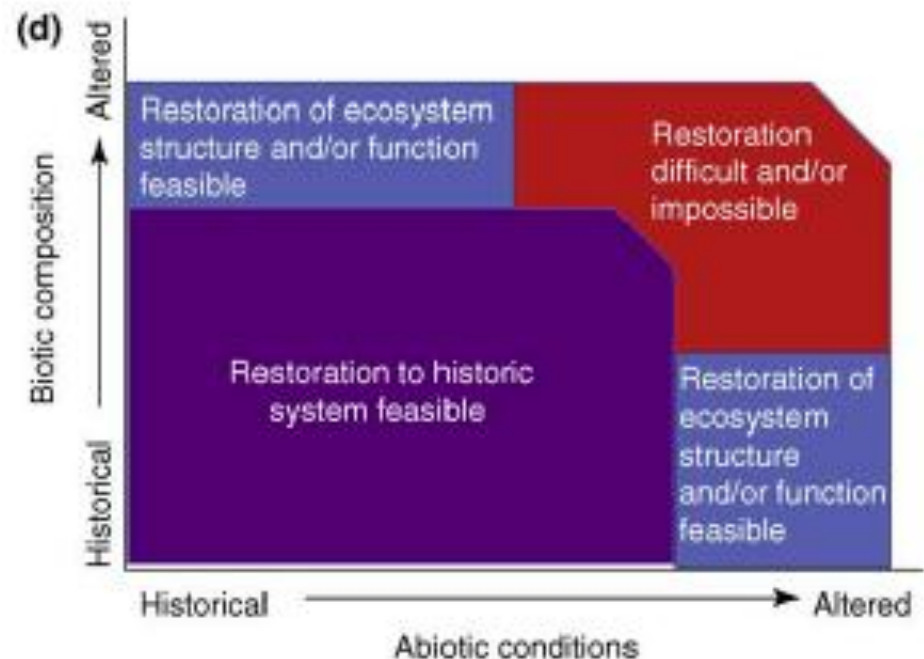 (d)
Altered
Biotic composition
Historical
Restoration of ecosystem
structure and/or function
feasible
Restoration
difficult and/or
impossible
Restoration to historic
system feasible
Restoration of
ecosystem
structure
and/or function
feasible
Historical
Altered
Abiotic conditions